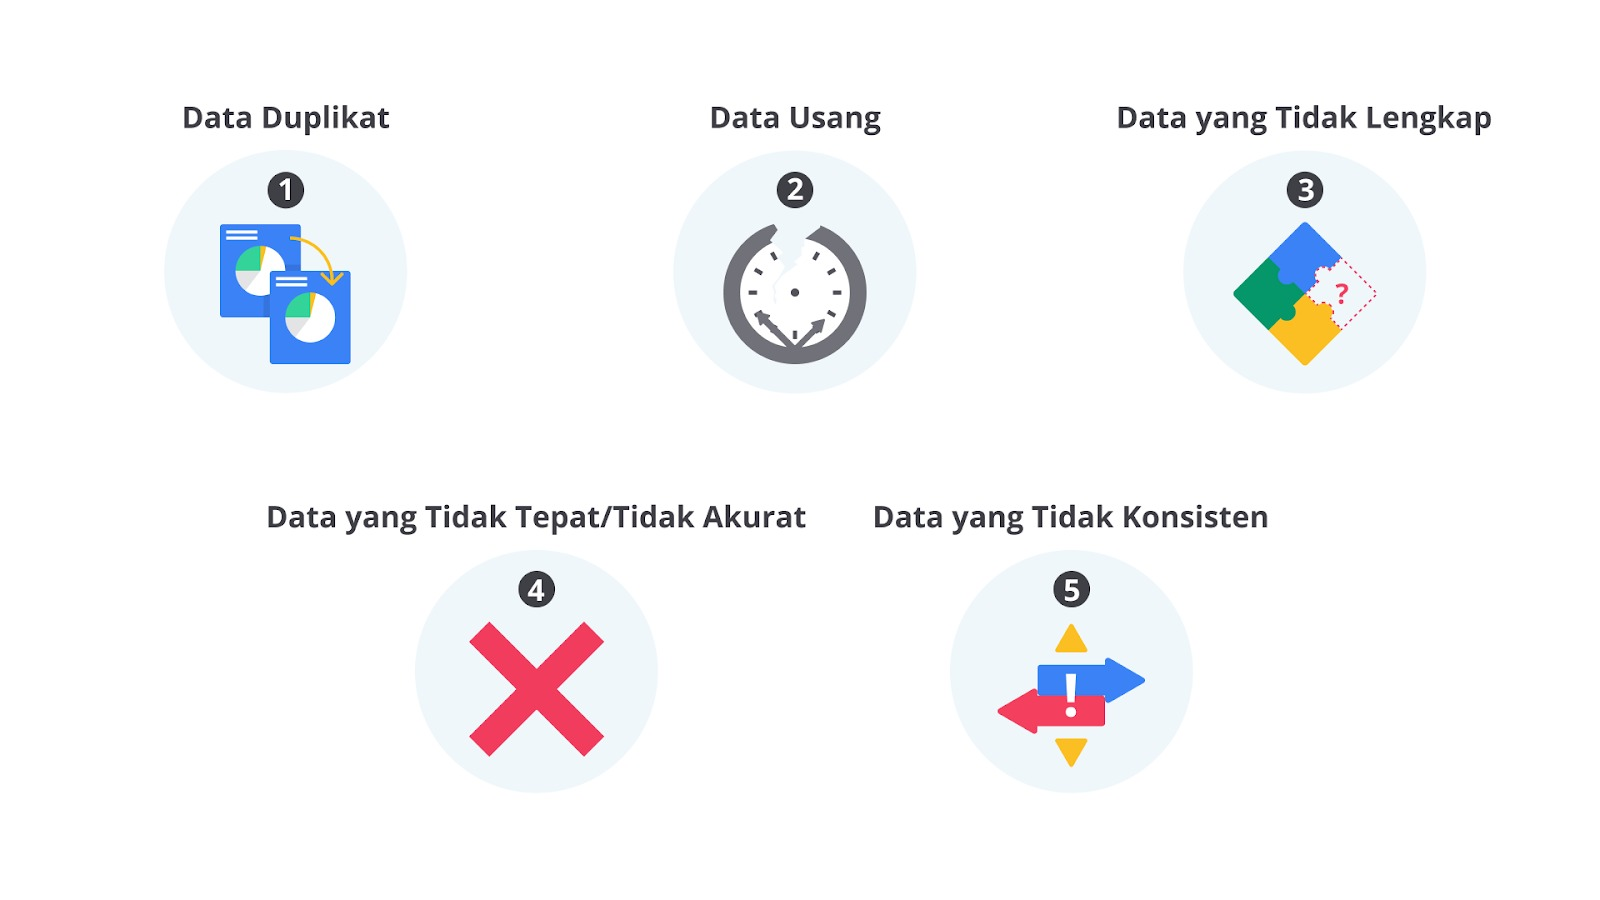 Data Duplikat
1
Data Usang
2
Data yang Tidak Lengkap
3
?
Data yang Tidak Tepat/Tidak Akurat
4
Data yang Tidak Konsisten
5
!